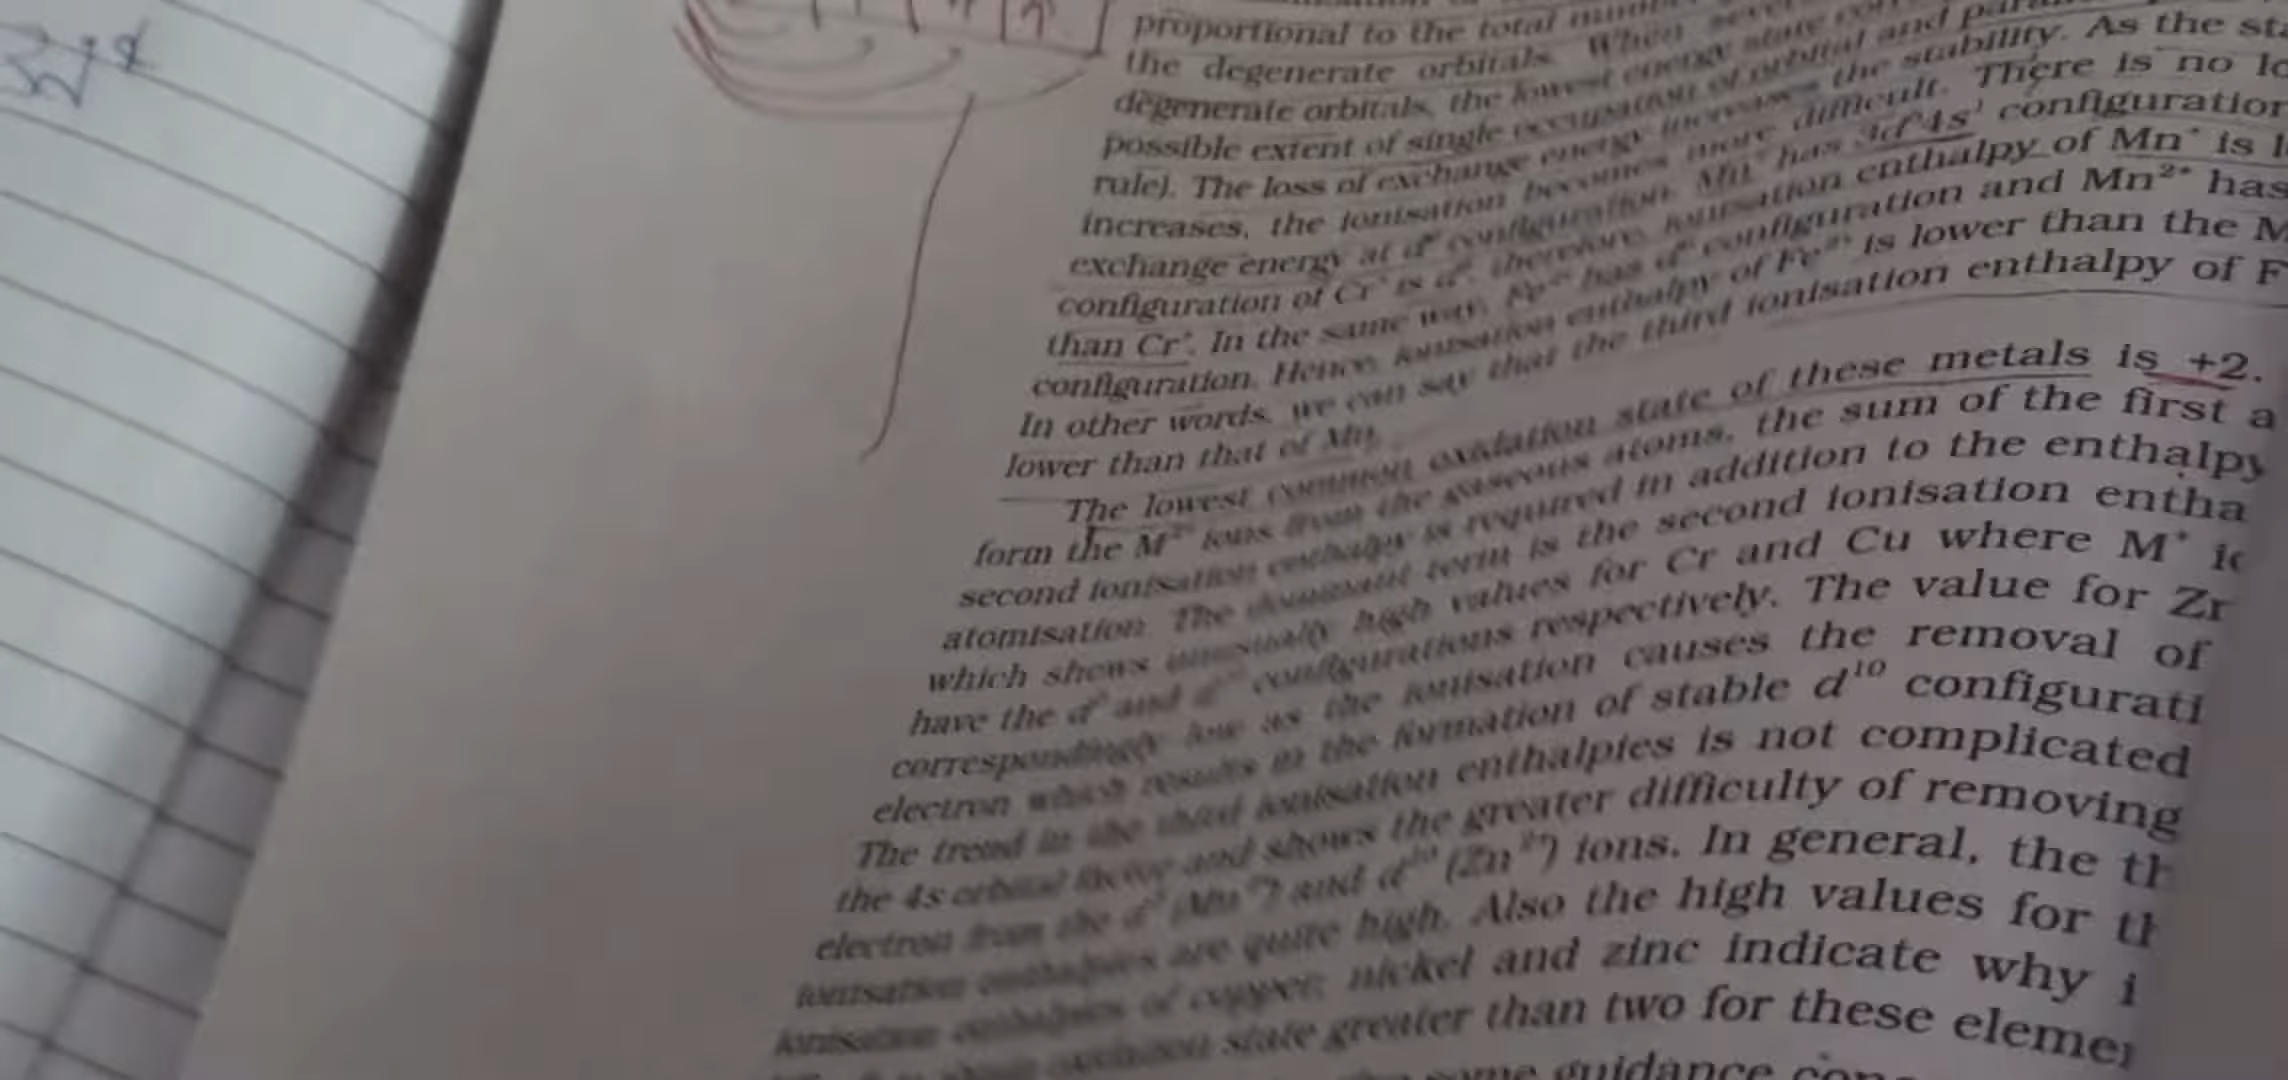 proportional to the total
the degenerate orbitals. When
degenerate orbitals, the lowest energy state
possible extent of single occupation of orbital and
rule). The loss of exchange energy increases the stability. As the
increases, the ionisation becomes more difficult. There is no
exchange energy at d⁶ configuration. Mn⁺ has 3d⁵4s¹ configuration
configuration of Cr⁺ is d⁵, therefore, ionisation enthalpy of Mn⁺ is
than Cr⁺. In the same way, Fe²⁺ has d⁶ configuration and Mn²⁺ has
configuration. Hence, ionisation enthalpy of Fe²⁺ is lower than the
In other words, we can say that the third ionisation enthalpy of
lower than that of Mn.
The lowest common oxidation state of these metals is +2.
form the M²⁺ ions from the gaseous atoms, the sum of the first
second ionisation enthalpy is required in addition to the enthalpy
atomisation. The dominant term is the second ionisation
which shows unusually high values for Cr and Cu where M⁺
have the d⁵ and d¹⁰ configurations respectively. The value for
correspondingly low as the ionisation causes the removal of
electron which results in the formation of stable d¹⁰
The trend in the third ionisation enthalpies is not complicated
the 4s orbital factor and shows the greater difficulty of removing
electron from the d⁵ (Mn²⁺) and d¹⁰ (Zn²⁺) ions. In general, the
ionisation enthalpies are quite high. Also the high values for
ionisation enthalpies of copper, nickel and zinc indicate why
oxidation state greater than two for these
some guidance